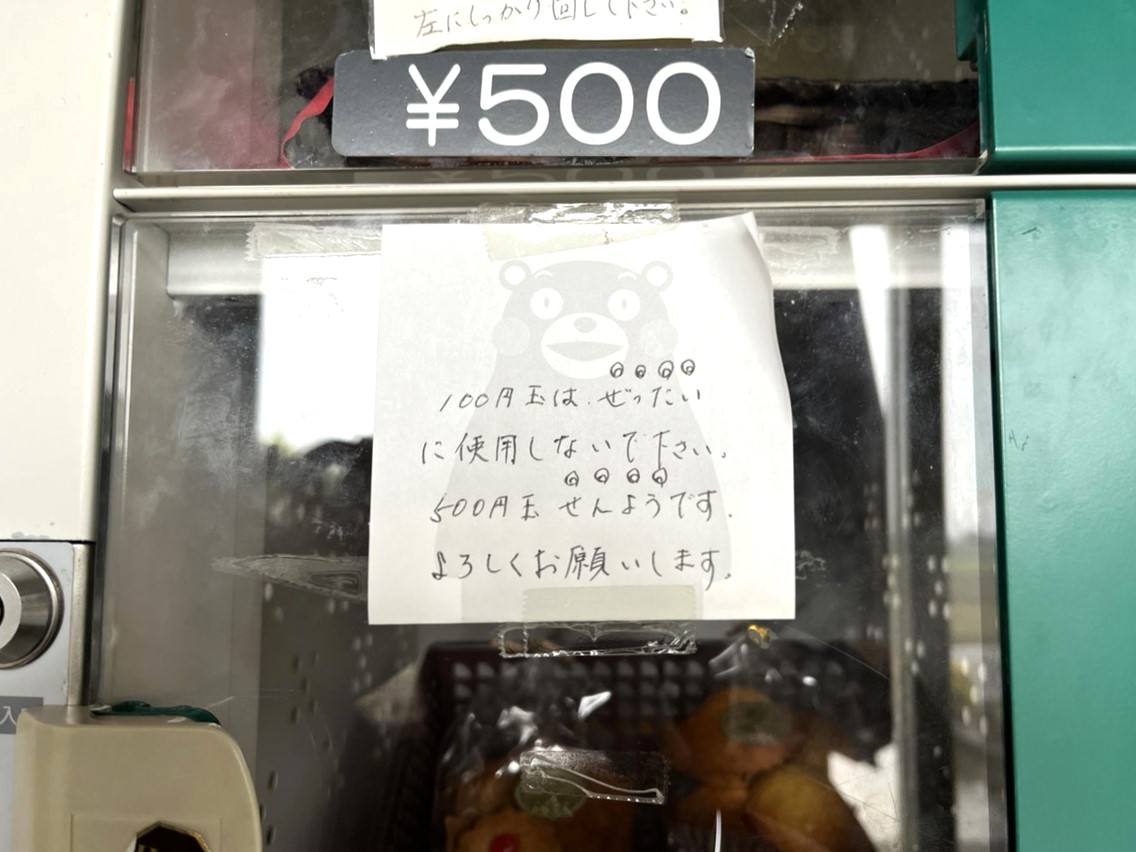 左にしっかり回して下さい。
¥500
100円玉は、ぜったい
に使用しないで下さい。
500円玉 せんようです.
よろしくお願いします。
入